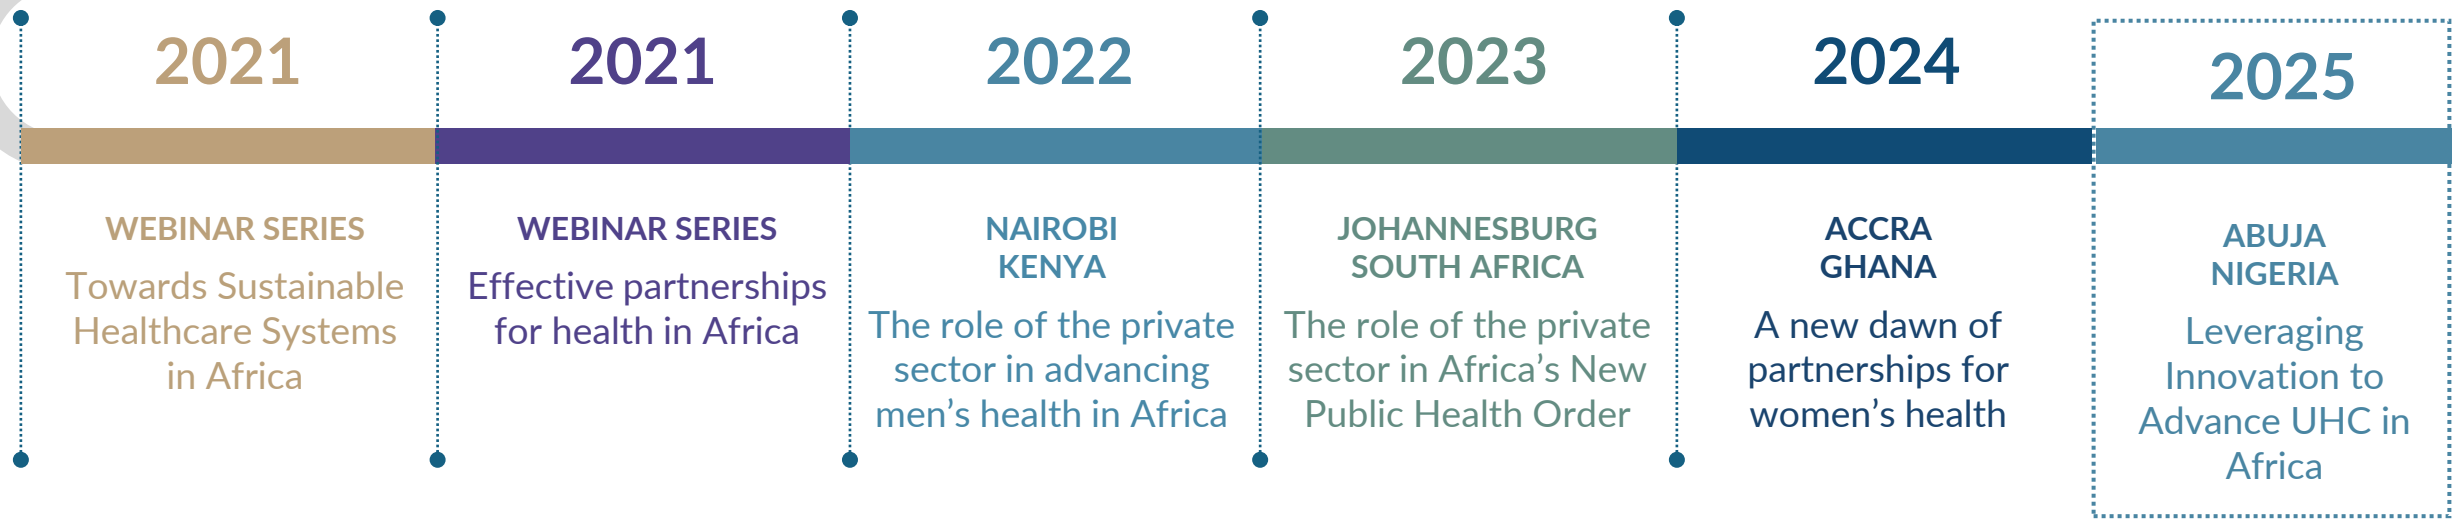 2021
WEBINAR SERIES
Towards Sustainable
Healthcare Systems
in Africa
2021
WEBINAR SERIES
Effective partnerships
for health in Africa
2022
NAIROBI
KENYA
The role of the private
sector in advancing
men’s health in Africa
2023
JOHANNESBURG
SOUTH AFRICA
The role of the private
sector in Africa’s New
Public Health Order
2024
ACCRA
GHANA
A new dawn of
partnerships for
women’s health
2025
ABUJA
NIGERIA
Leveraging
Innovation to
Advance UHC in
Africa